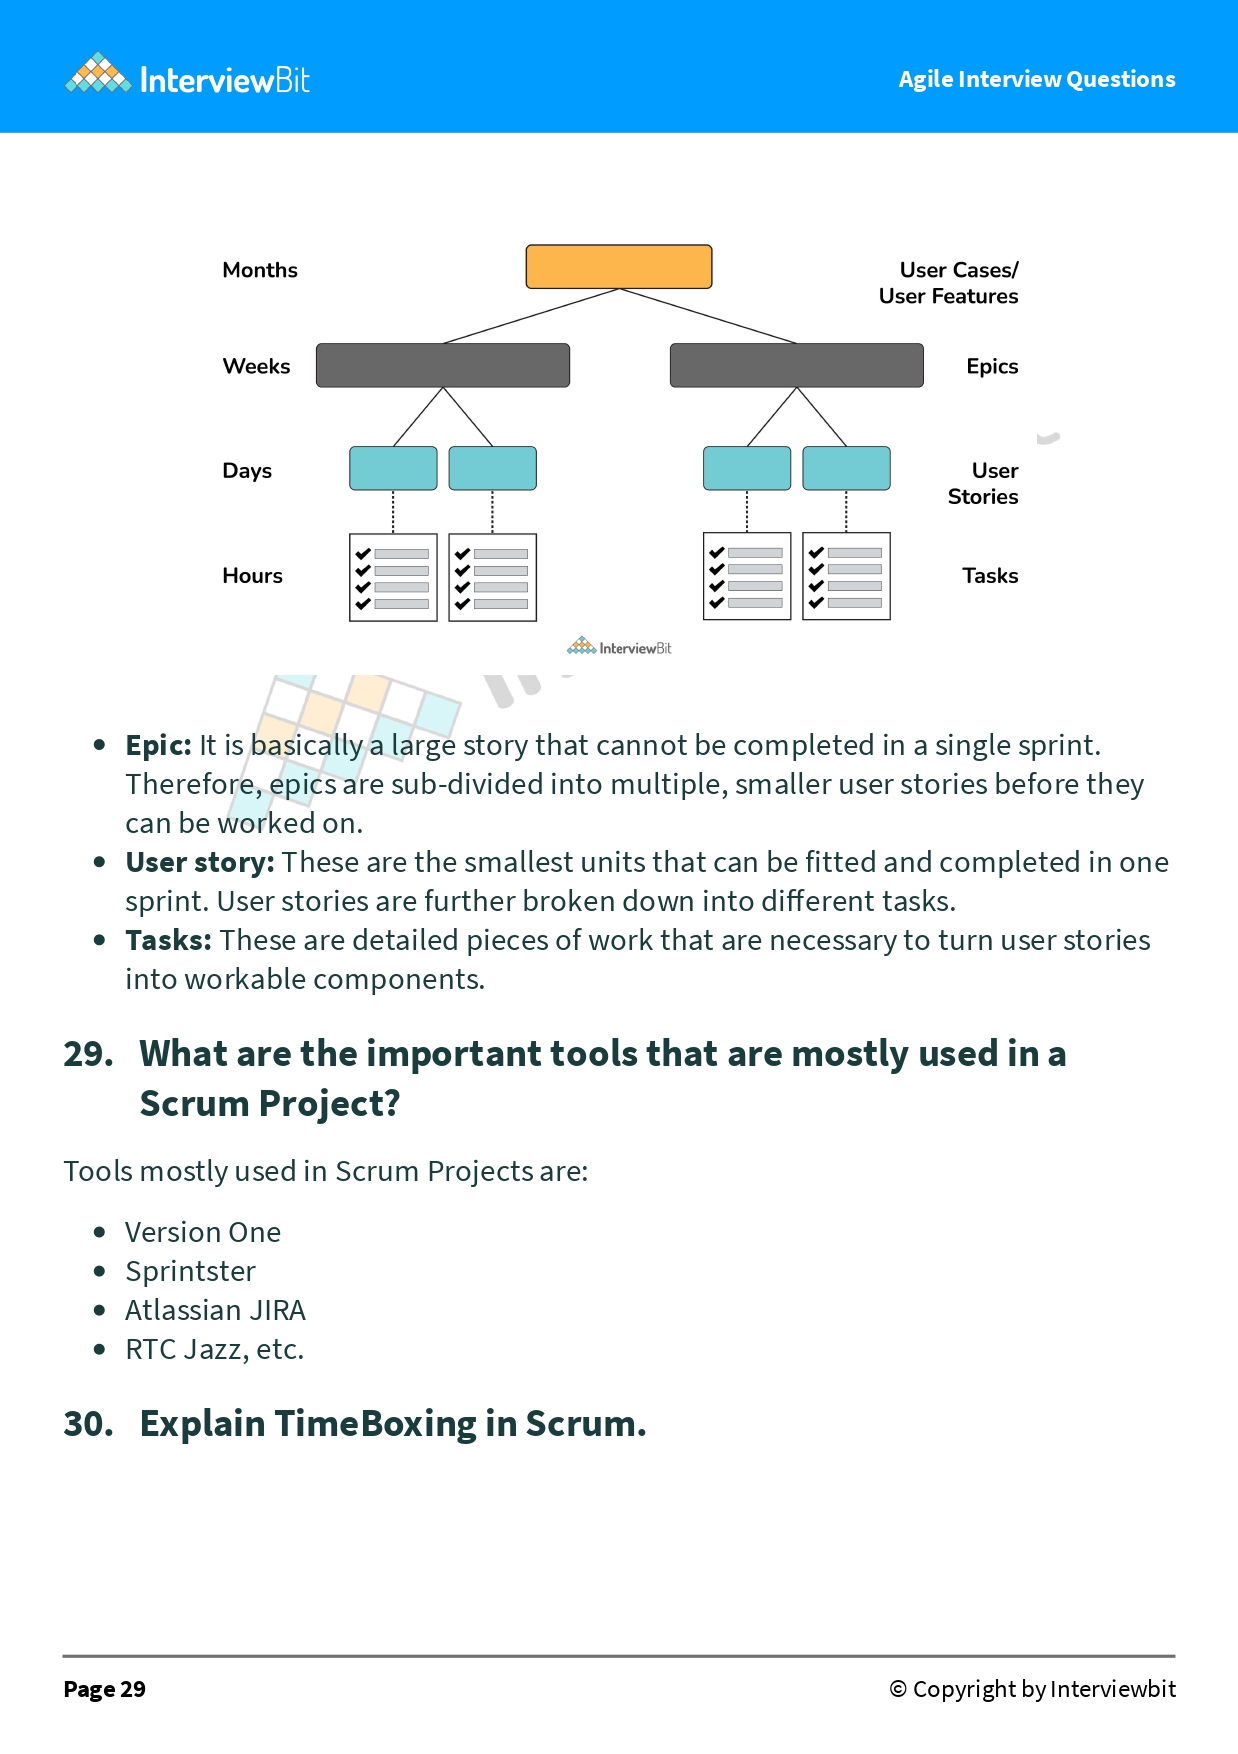 InterviewBit
Agile Interview Questions
Months
User Cases/
User Features
Weeks
Epics
Days
User
Stories
Hours
Tasks
InterviewBit
• Epic: It is basically a large story that cannot be completed in a single sprint.
Therefore, epics are sub-divided into multiple, smaller user stories before they
can be worked on.
• User story: These are the smallest units that can be fitted and completed in one
sprint. User stories are further broken down into different tasks.
• Tasks: These are detailed pieces of work that are necessary to turn user stories
into workable components.
29. What are the important tools that are mostly used in a
Scrum Project?
Tools mostly used in Scrum Projects are:
• Version One
• Sprintster
• Atlassian JIRA
• RTC Jazz, etc.
30. Explain TimeBoxing in Scrum.
Page 29
© Copyright by Interviewbit